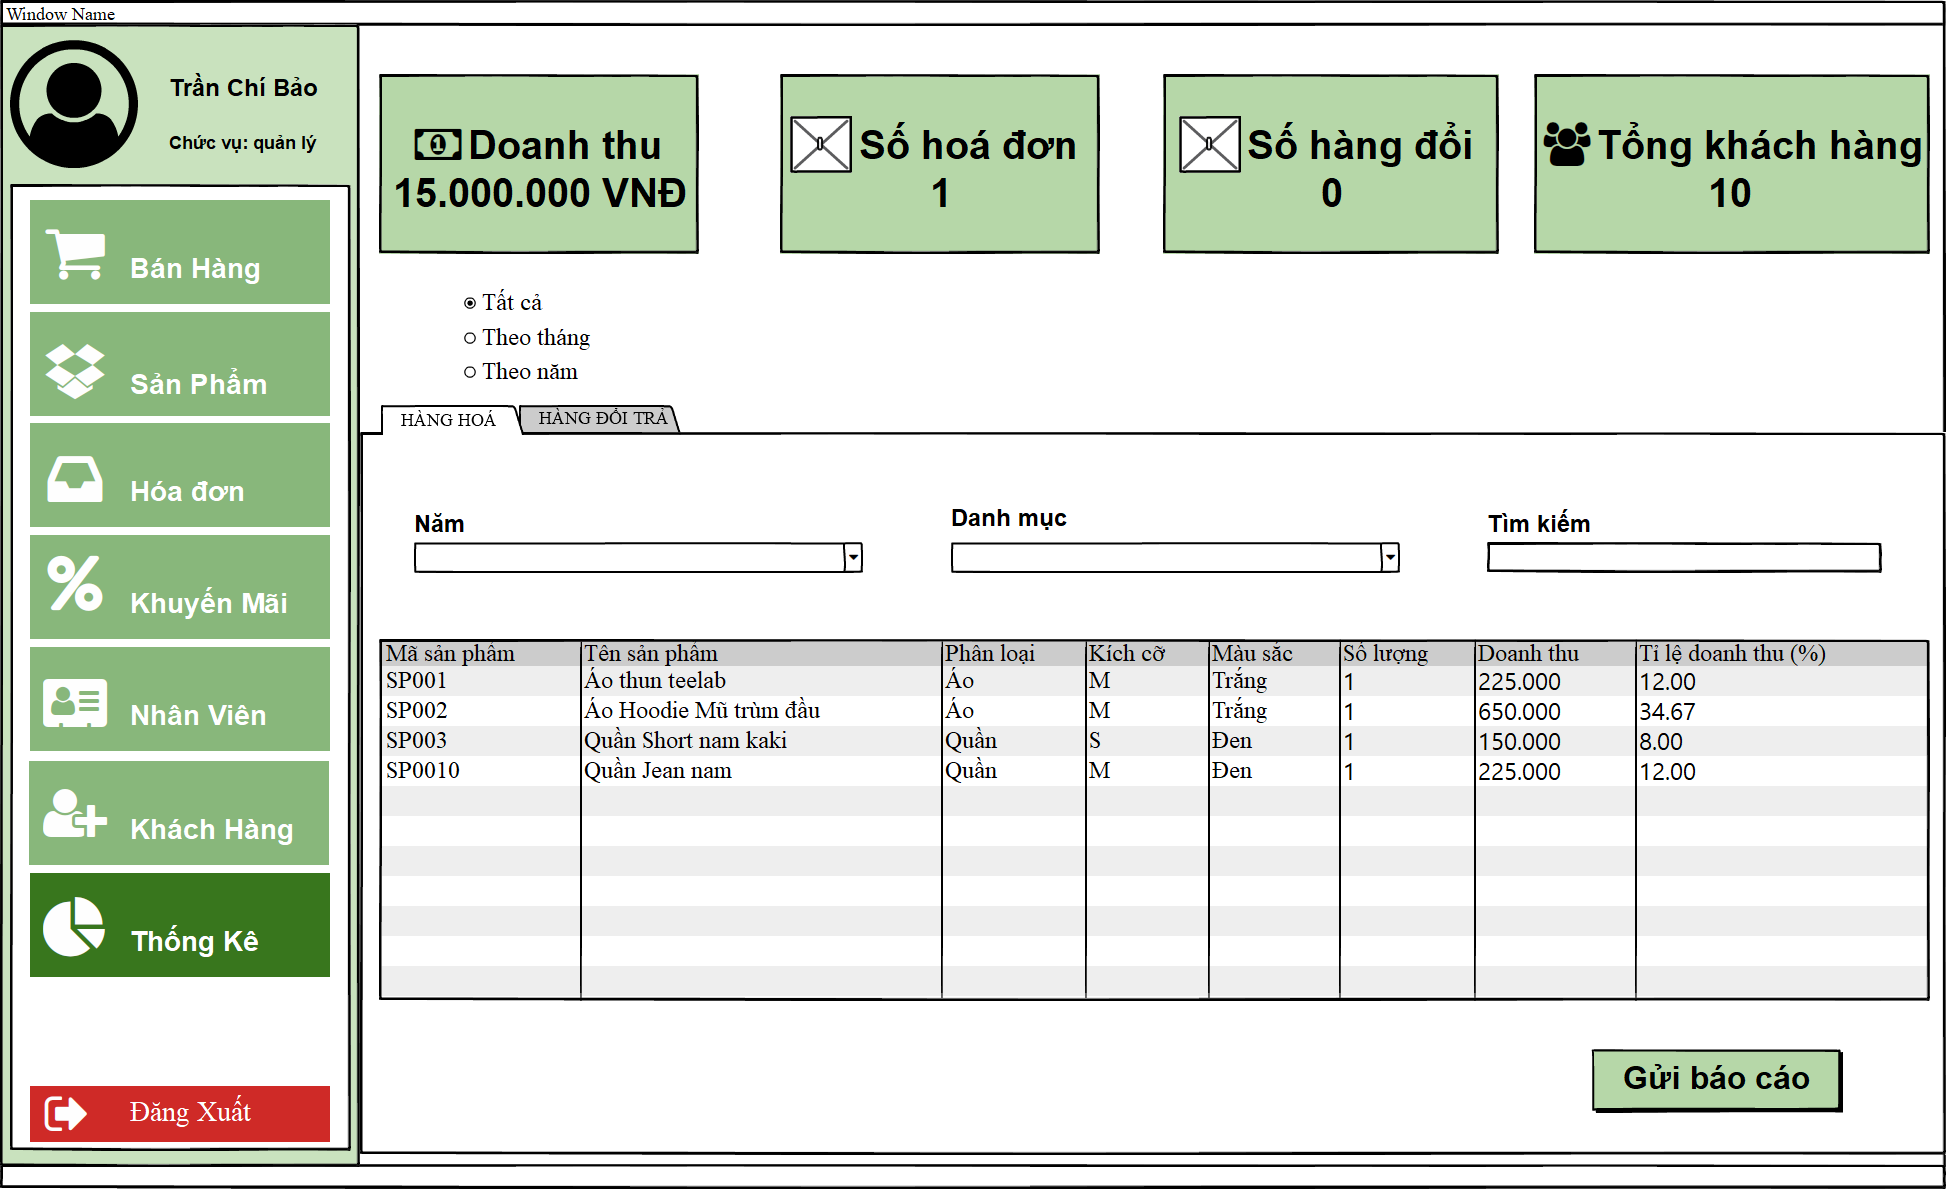 Window Name
Trần Chí Bảo
Chức vụ: quản lý
Bán Hàng
Sản Phẩm
Hóa đơn
Khuyến Mãi
Nhân Viên
Khách Hàng
Thống Kê
Đăng Xuất
Doanh thu
15.000.000 VNĐ
Số hoá đơn
1
Số hàng đổi
0
Tổng khách hàng
10
Tất cả
Theo tháng
Theo năm
HÀNG HOÁ HÀNG ĐỔI TRẢ
Năm Danh mục Tìm kiếm
Mã sản phẩm Tên sản phẩm Phân loại Kích cỡ Màu sắc Số lượng Doanh thu Tỉ lệ doanh thu (%)
SP001 Áo thun teelab Áo M Trắng 1 225.000 12.00
SP002 Áo Hoodie Mũ trùm đầu Áo M Trắng 1 650.000 34.67
SP003 Quần Short nam kaki Quần S Đen 1 150.000 8.00
SP0010 Quần Jean nam Quần M Đen 1 225.000 12.00
Gửi báo cáo